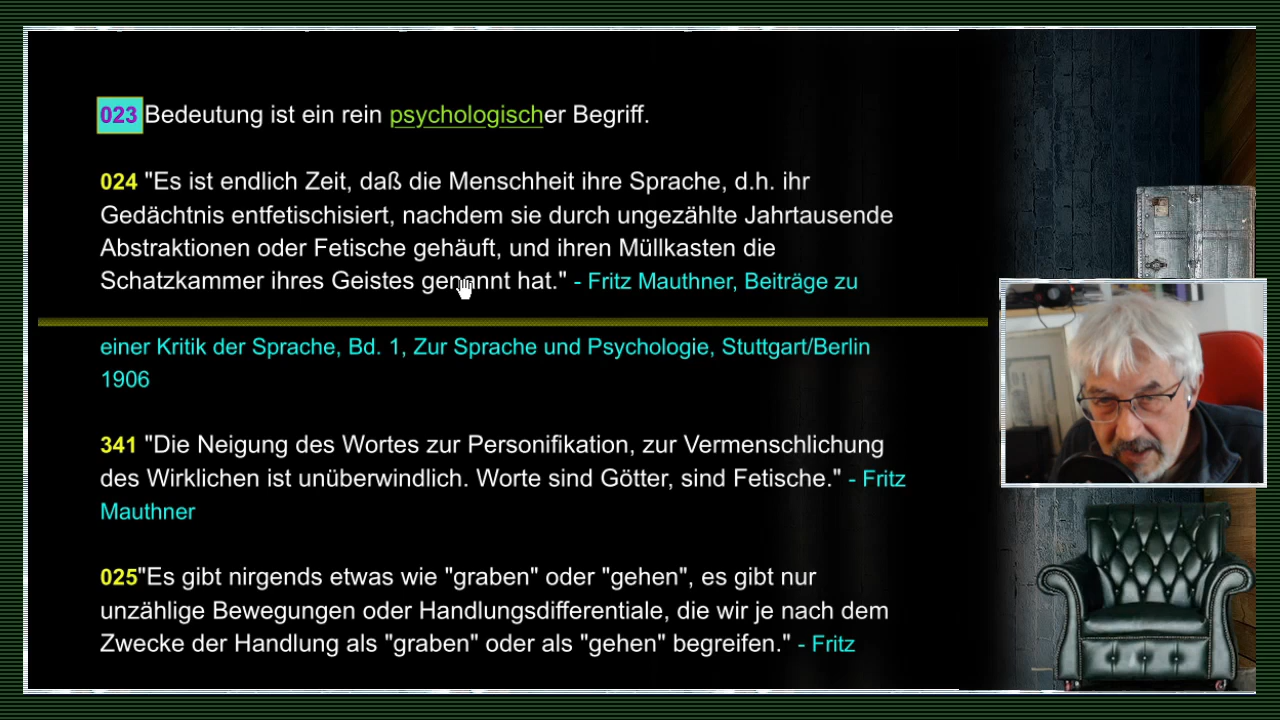 023 Bedeutung ist ein rein psychologischer Begriff.
024 "Es ist endlich Zeit, daß die Menschheit ihre Sprache, d.h. ihr
Gedächtnis entfetischisiert, nachdem sie durch ungezählte Jahrtausende
Abstraktionen oder Fetische gehäuft, und ihren Müllkasten die
Schatzkammer ihres Geistes genannt hat." - Fritz Mauthner, Beiträge zu
einer Kritik der Sprache, Bd. 1, Zur Sprache und Psychologie, Stuttgart/Berlin
1906
341 "Die Neigung des Wortes zur Personifikation, zur Vermenschlichung
des Wirklichen ist unüberwindlich. Worte sind Götter, sind Fetische." - Fritz
Mauthner
025"Es gibt nirgends etwas wie "graben" oder "gehen", es gibt nur
unzählige Bewegungen oder Handlungsdifferentiale, die wir je nach dem
Zwecke der Handlung als "graben" oder als "gehen" begreifen." - Fritz